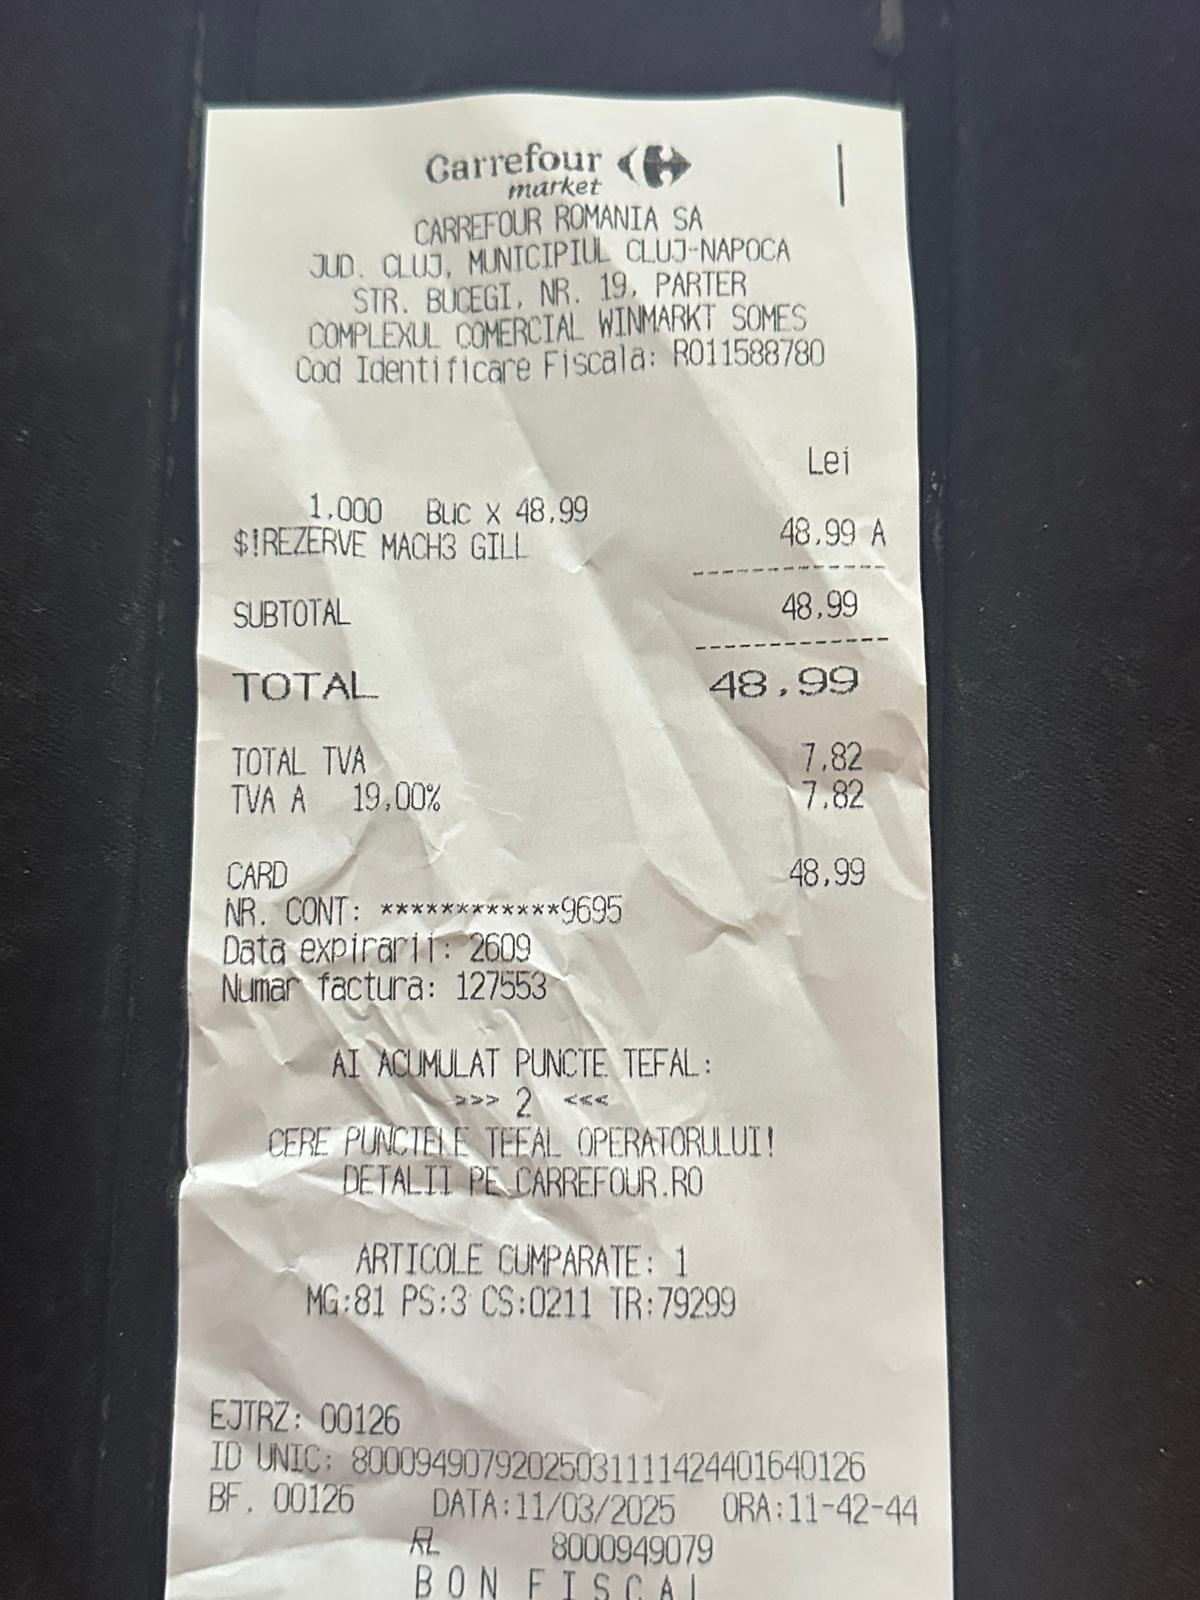 Carrefour
market
CARREFOUR ROMANIA SA
JUD. CLUJ, MUNICIPIUL CLUJ-NAPOCA
STR. BUCEGI, NR. 19, PARTER
COMPLEXUL COMERCIAL WINMARKT SOMES
Cod Identificare Fiscala: RO11588780
Lei
1.000 Buc x 48,99
$!REZERVE MACH3 GILL 48,99 A
------------
SUBTOTAL 48,99
------------
TOTAL 48,99
TOTAL TVA 7,82
TVA A 19,00% 7,82
CARD 48,99
NR. CONT: ************9695
Data expirarii: 2609
Numar factura: 127553
AI ACUMULAT PUNCTE TEFAL:
>>> 2 <<<
CERE PUNCTELE TEFAL OPERATORULUI!
DETALII PE CARREFOUR.RO
ARTICOLE CUMPARATE: 1
MG:81 PS:3 CS:0211 TR:79299
EJTRZ: 00126
ID UNIC: 8000949079202503111142440164​0126
BF. 00126 DATA:11/03/2025 ORA:11-42-44
8000949079
BON FISCAL